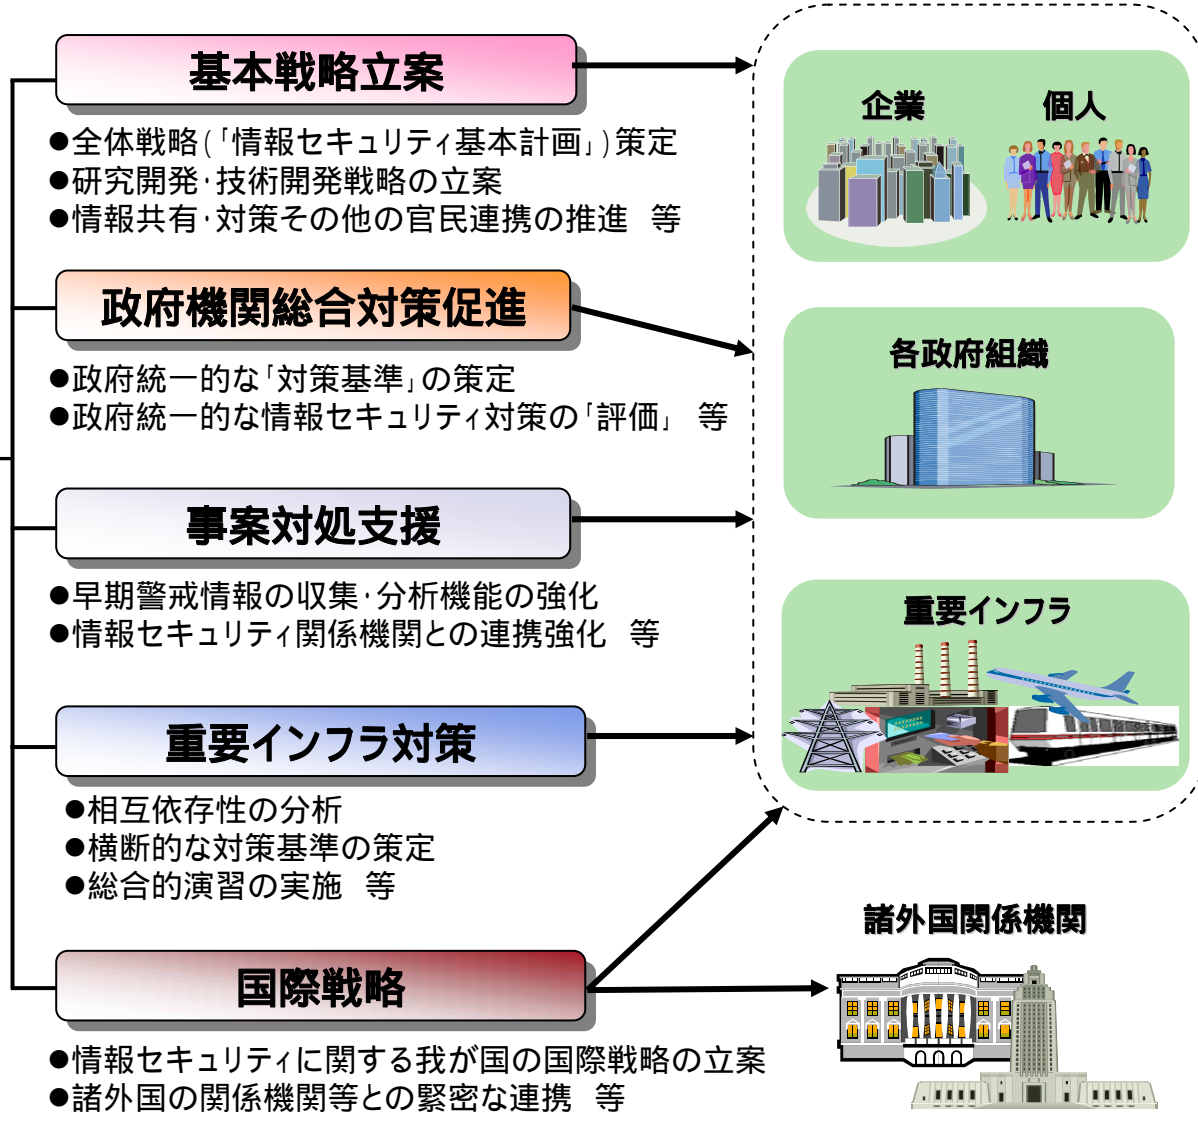 基本戦略立案
●全体戦略(「情報セキュリティ基本計画」)策定
●研究開発・技術開発戦略の立案
●情報共有・対策その他の官民連携の推進 等
政府機関総合対策促進
●政府統一的な「対策基準」の策定
●政府統一的な情報セキュリティ対策の「評価」 等
事案対処支援
●早期警戒情報の収集・分析機能の強化
●情報セキュリティ関係機関との連携強化 等
重要インフラ対策
●相互依存性の分析
●横断的な対策基準の策定
●総合的演習の実施 等
国際戦略
●情報セキュリティに関する我が国の国際戦略の立案
●諸外国の関係機関等との緊密な連携 等
企業 個人
各政府組織
重要インフラ
諸外国関係機関